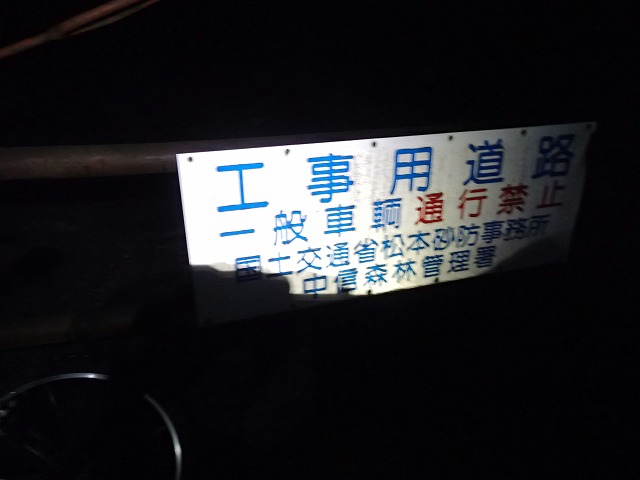 工事用道路
一般車輌通行禁止
国土交通省松本砂防事務所
中信森林管理署